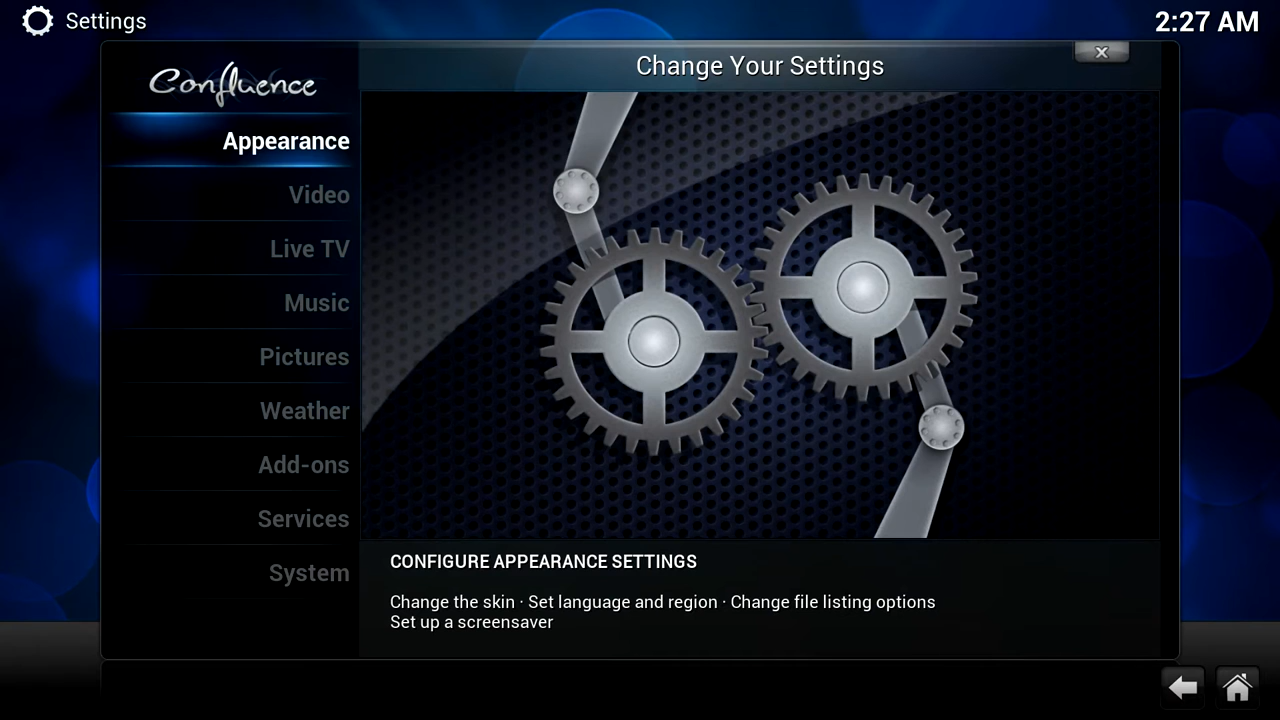 Settings
2:27 AM
Confluence
Change Your Settings
Appearance
Video
Live TV
Music
Pictures
Weather
Add-ons
Services
System
CONFIGURE APPEARANCE SETTINGS
Change the skin · Set language and region · Change file listing options
Set up a screensaver